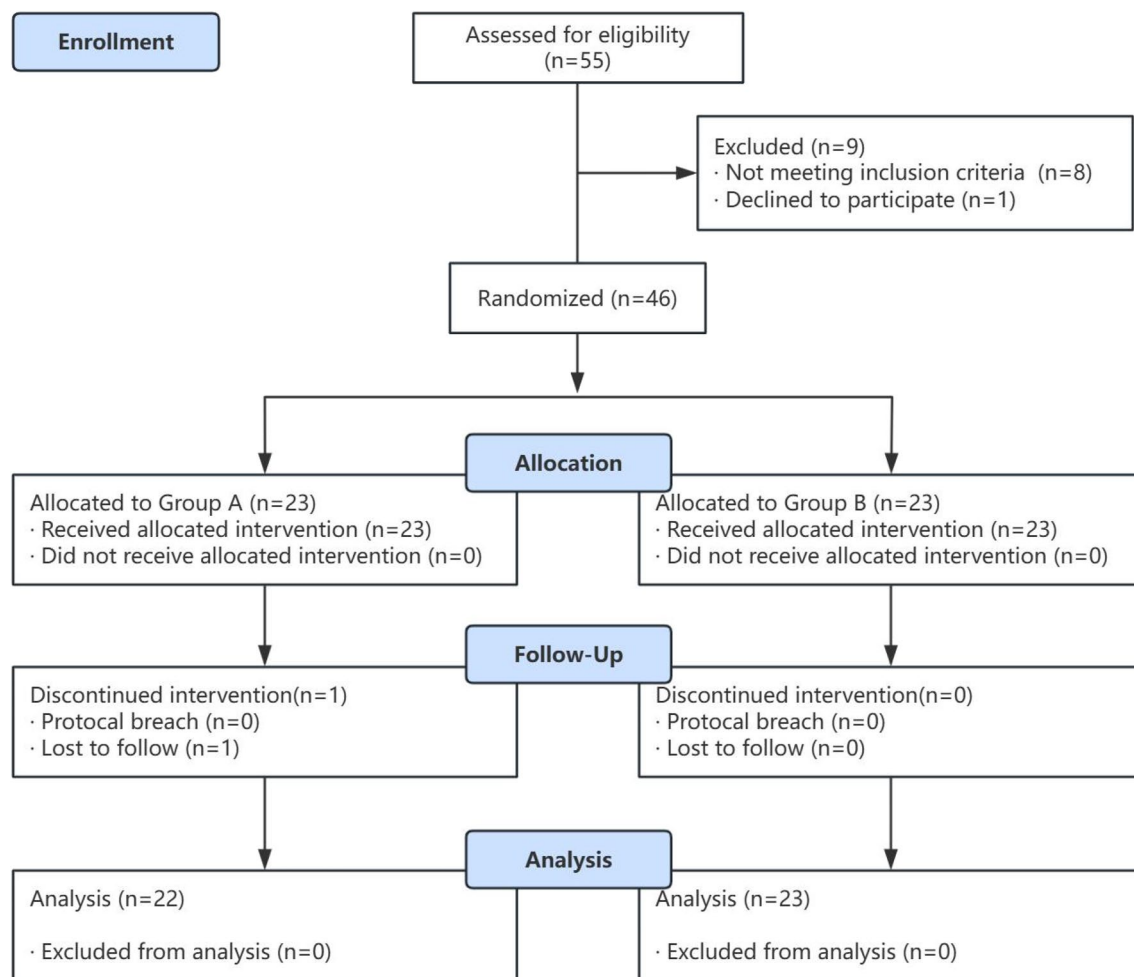 Enrollment
Assessed for eligibility
(n=55)
Excluded (n=9)
· Not meeting inclusion criteria  (n=8)
· Declined to participate (n=1)
Randomized (n=46)
Allocation
Allocated to Group A (n=23)
· Received allocated intervention (n=23)
· Did not receive allocated intervention (n=0)
Allocated to Group B (n=23)
· Received allocated intervention (n=23)
· Did not receive allocated intervention (n=0)
Follow-Up
Discontinued intervention(n=1)
· Protocal breach (n=0)
· Lost to follow (n=1)
Discontinued intervention(n=0)
· Protocal breach (n=0)
· Lost to follow (n=0)
Analysis
Analysis (n=22)
· Excluded from analysis (n=0)
Analysis (n=23)
· Excluded from analysis (n=0)